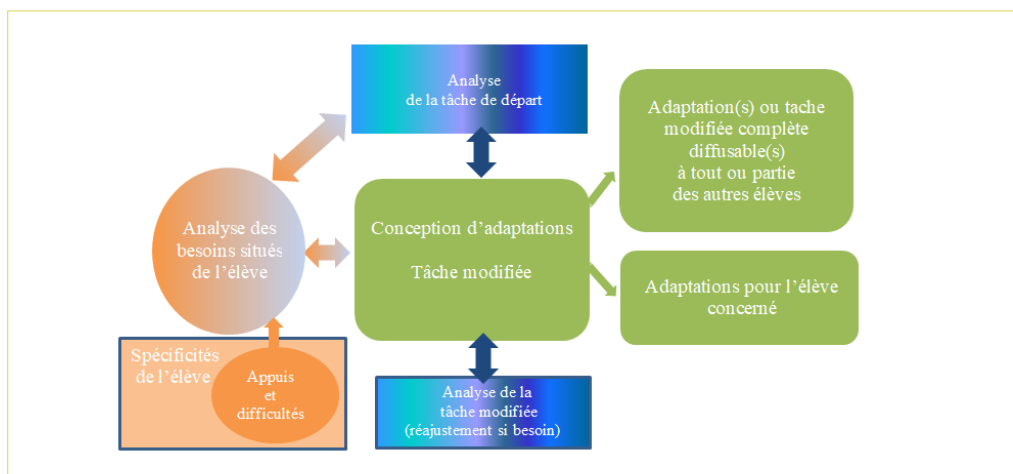 Analyse
de la tâche de départ
Adaptation(s) ou tache
modifiée complète
diffusable(s)
à tout ou partie
des autres élèves
Analyse des
besoins situés
de l’élève
Conception d’adaptations
Tâche modifiée
Adaptations pour l’élève
concerné
Spécificités
de l’élève
Appuis
et
difficultés
Analyse de la
tâche modifiée
(réajustement si besoin)